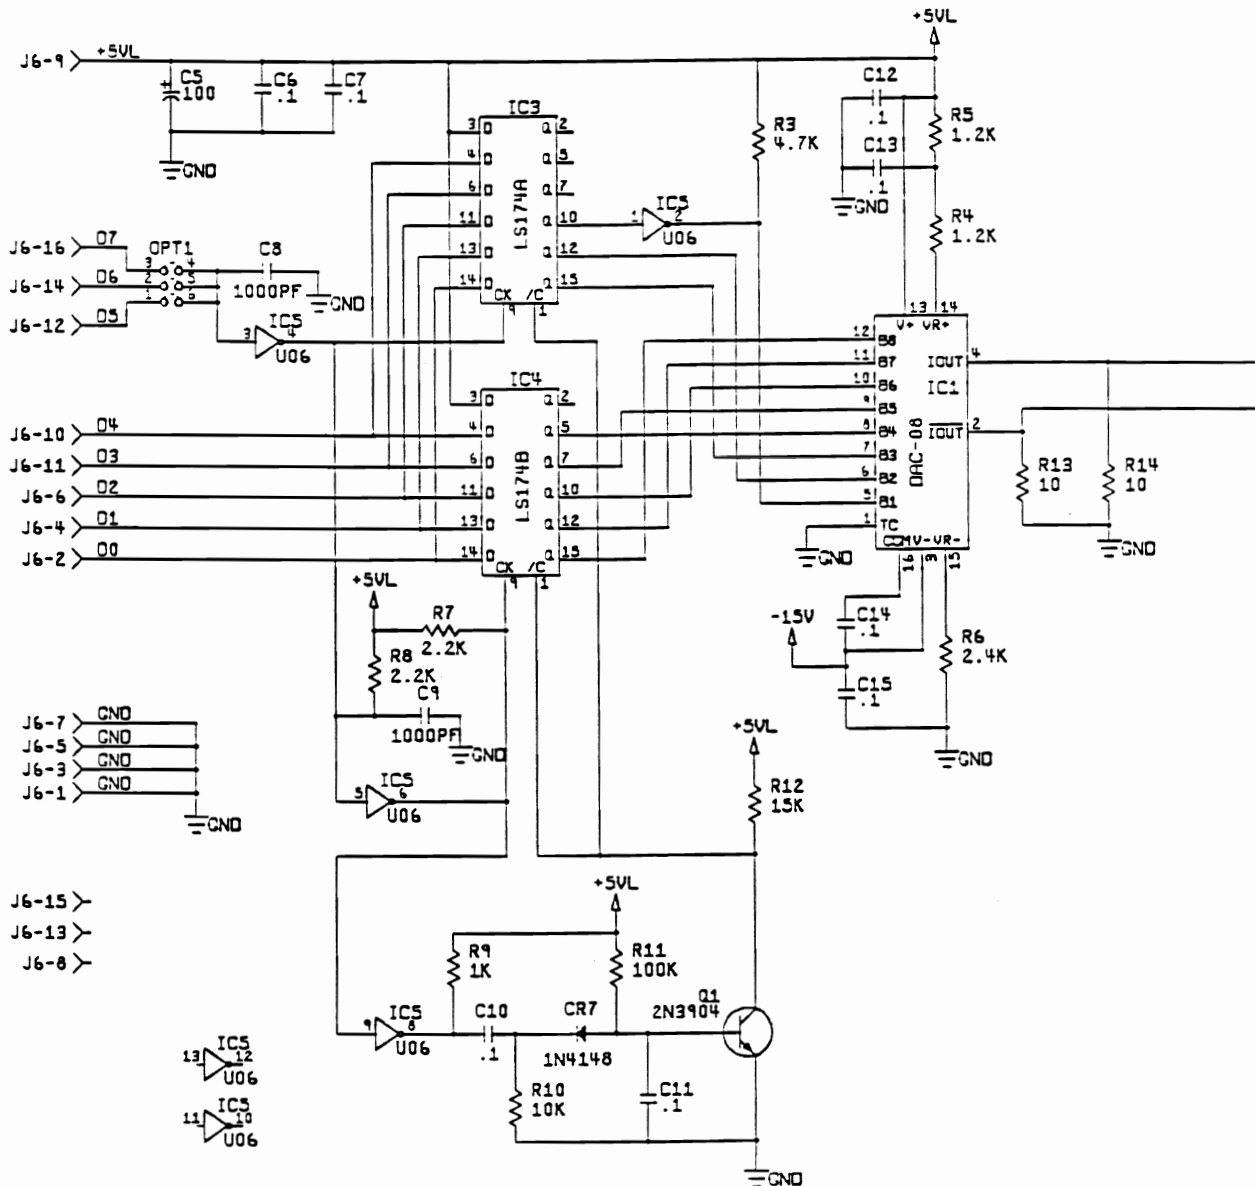 +5VL
J6-9 +5VL
C5 100
C6 .1
C7 .1
GND
IC3
LS174A
3 D Q 2
4 D Q 5
6 D Q 7
11 D Q 10
13 D Q 12
14 D Q 15
CK /C
9 1
R3 4.7K
C12 .1
C13 .1
GND
R5 1.2K
R4 1.2K
1 IC5 2
U06
J6-16 D7
J6-14 D6
J6-12 D5
OPT1
3 4
2 5
1 6
C8
1000PF
GND
3 IC5 4
U06
13 14
V+ VR+
12 B8
11 B7
10 B6
9 B5
8 B4
7 B3
6 B2
5 B1
1 TC
IOUT 4
IC1
IOUT 2
DAC-08
COMV-VR-
16 3 15
GND
R13 10
R14 10
GND
IC4
LS174B
3 D Q 2
4 D Q 5
6 D Q 7
11 D Q 10
13 D Q 12
14 D Q 15
CK /C
9 1
J6-10 D4
J6-11 D3
J6-6 D2
J6-4 D1
J6-2 D0
+5VL
R7
2.2K
R8
2.2K
C9
1000PF
GND
-15V
C14 .1
C15 .1
R6 2.4K
GND
J6-7 GND
J6-5 GND
J6-3 GND
J6-1 GND
GND
5 IC5 6
U06
+5VL
R12 15K
J6-15
J6-13
J6-8
+5VL
R9 1K
R11 100K
9 IC5 8
U06
C10
.1
CR7
1N4148
Q1
2N3904
R10 10K
C11 .1
13 IC5 12
U06
11 IC5 10
U06
GND